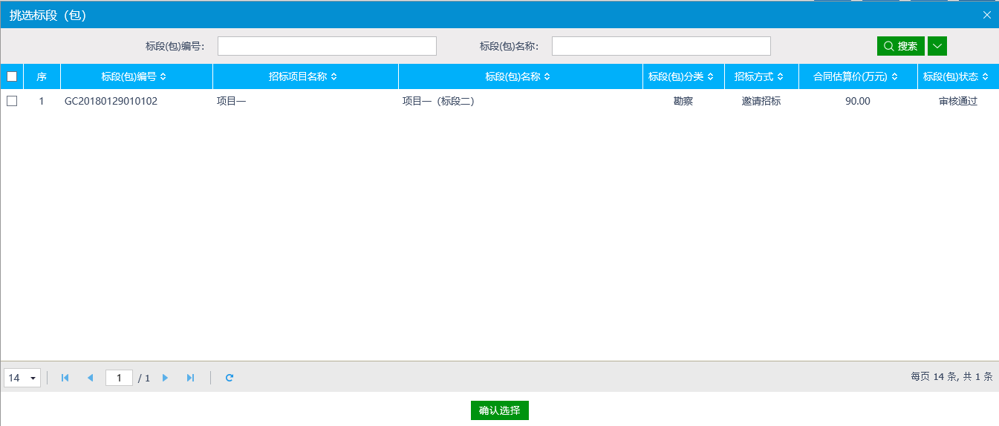 挑选标段（包）
标段(包)编号： 标段(包)名称： 搜索
序 标段(包)编号 招标项目名称 标段(包)名称 标段(包)分类 招标方式 合同估算价(万元) 标段(包)状态
1 GC20180129010102 项目一 项目一（标段二） 勘察 邀请招标 90.00 审核通过
14 1 / 1 每页 14 条, 共 1 条
确认选择